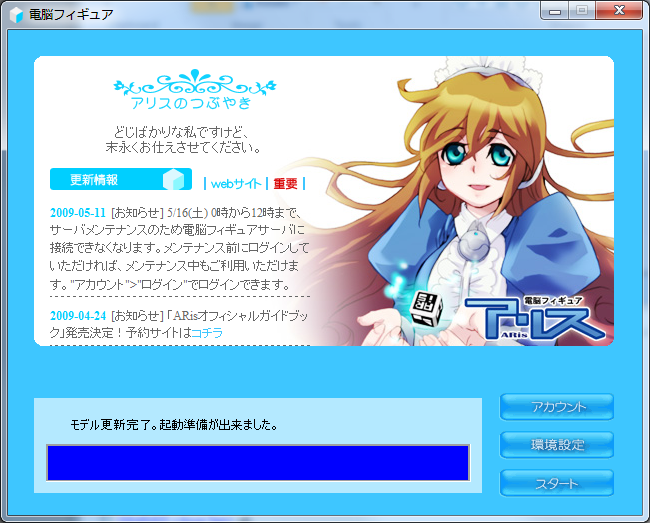 電脳フィギュア
アリスのつぶやき
どじばかりな私ですけど、
末永くお仕えさせてください。
更新情報
| webサイト | 重要 |
2009-05-11 [お知らせ] 5/16(土) 0時から12時まで、
サーバメンテナンスのため電脳フィギュアサーバに
接続できなくなります。メンテナンス前にログインして
いただければ、メンテナンス中もご利用いただけま
す。"アカウント">"ログイン"でログインできます。
2009-04-24 [お知らせ] 「ARisオフィシャルガイドブッ
ク」発売決定！予約サイトはコチラ
電脳フィギュア
アリス
ARis
モデル更新完了。起動準備が出来ました。
アカウント
環境設定
スタート